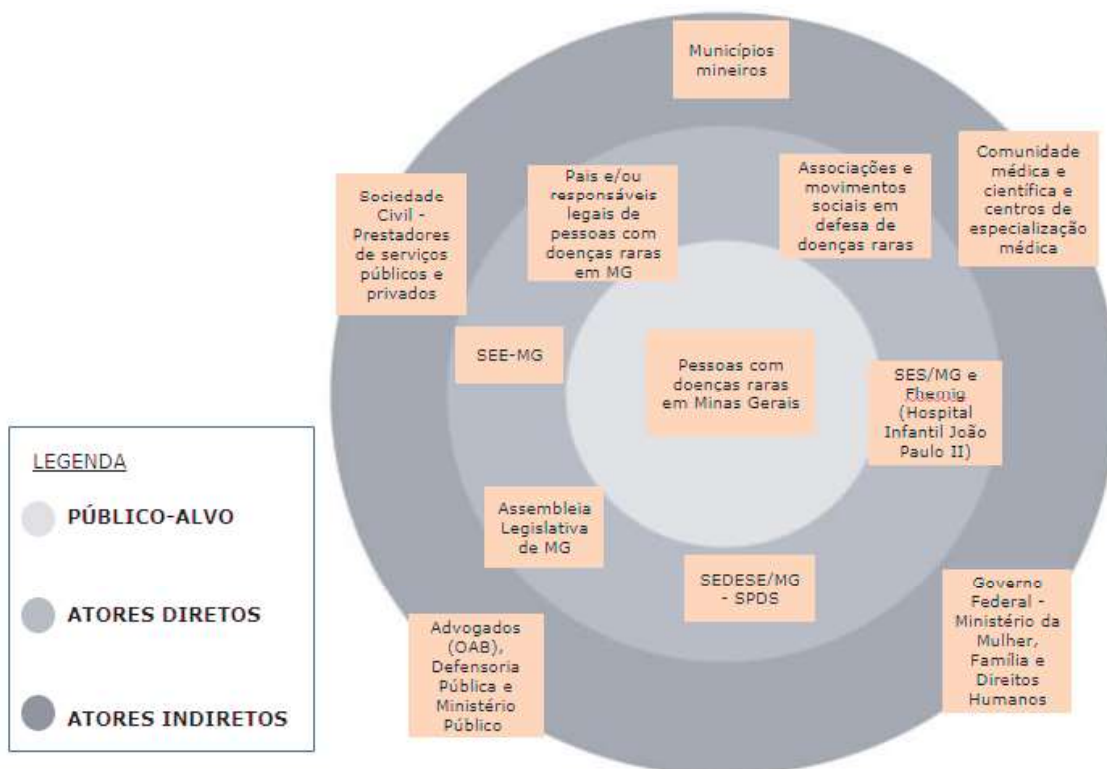 Municípios
mineiros
Comunidade
médica e
científica e
centros de
especialização
médica
Associações e
movimentos
sociais em
defesa de
doenças raras
Pais e/ou
responsáveis
legais de
pessoas com
doenças raras
em MG
Sociedade
Civil -
Prestadores
de serviços
públicos e
privados
SEE-MG
Pessoas com
doenças raras
em Minas Gerais
SES/MG e
Fhemig
(Hospital
Infantil João
Paulo II)
Assembleia
Legislativa
de MG
SEDESE/MG
- SPDS
Governo
Federal -
Ministério da
Mulher,
Família e
Direitos
Humanos
Advogados
(OAB),
Defensoria
Pública e
Ministério
Público
LEGENDA
PÚBLICO-ALVO
ATORES DIRETOS
ATORES INDIRETOS